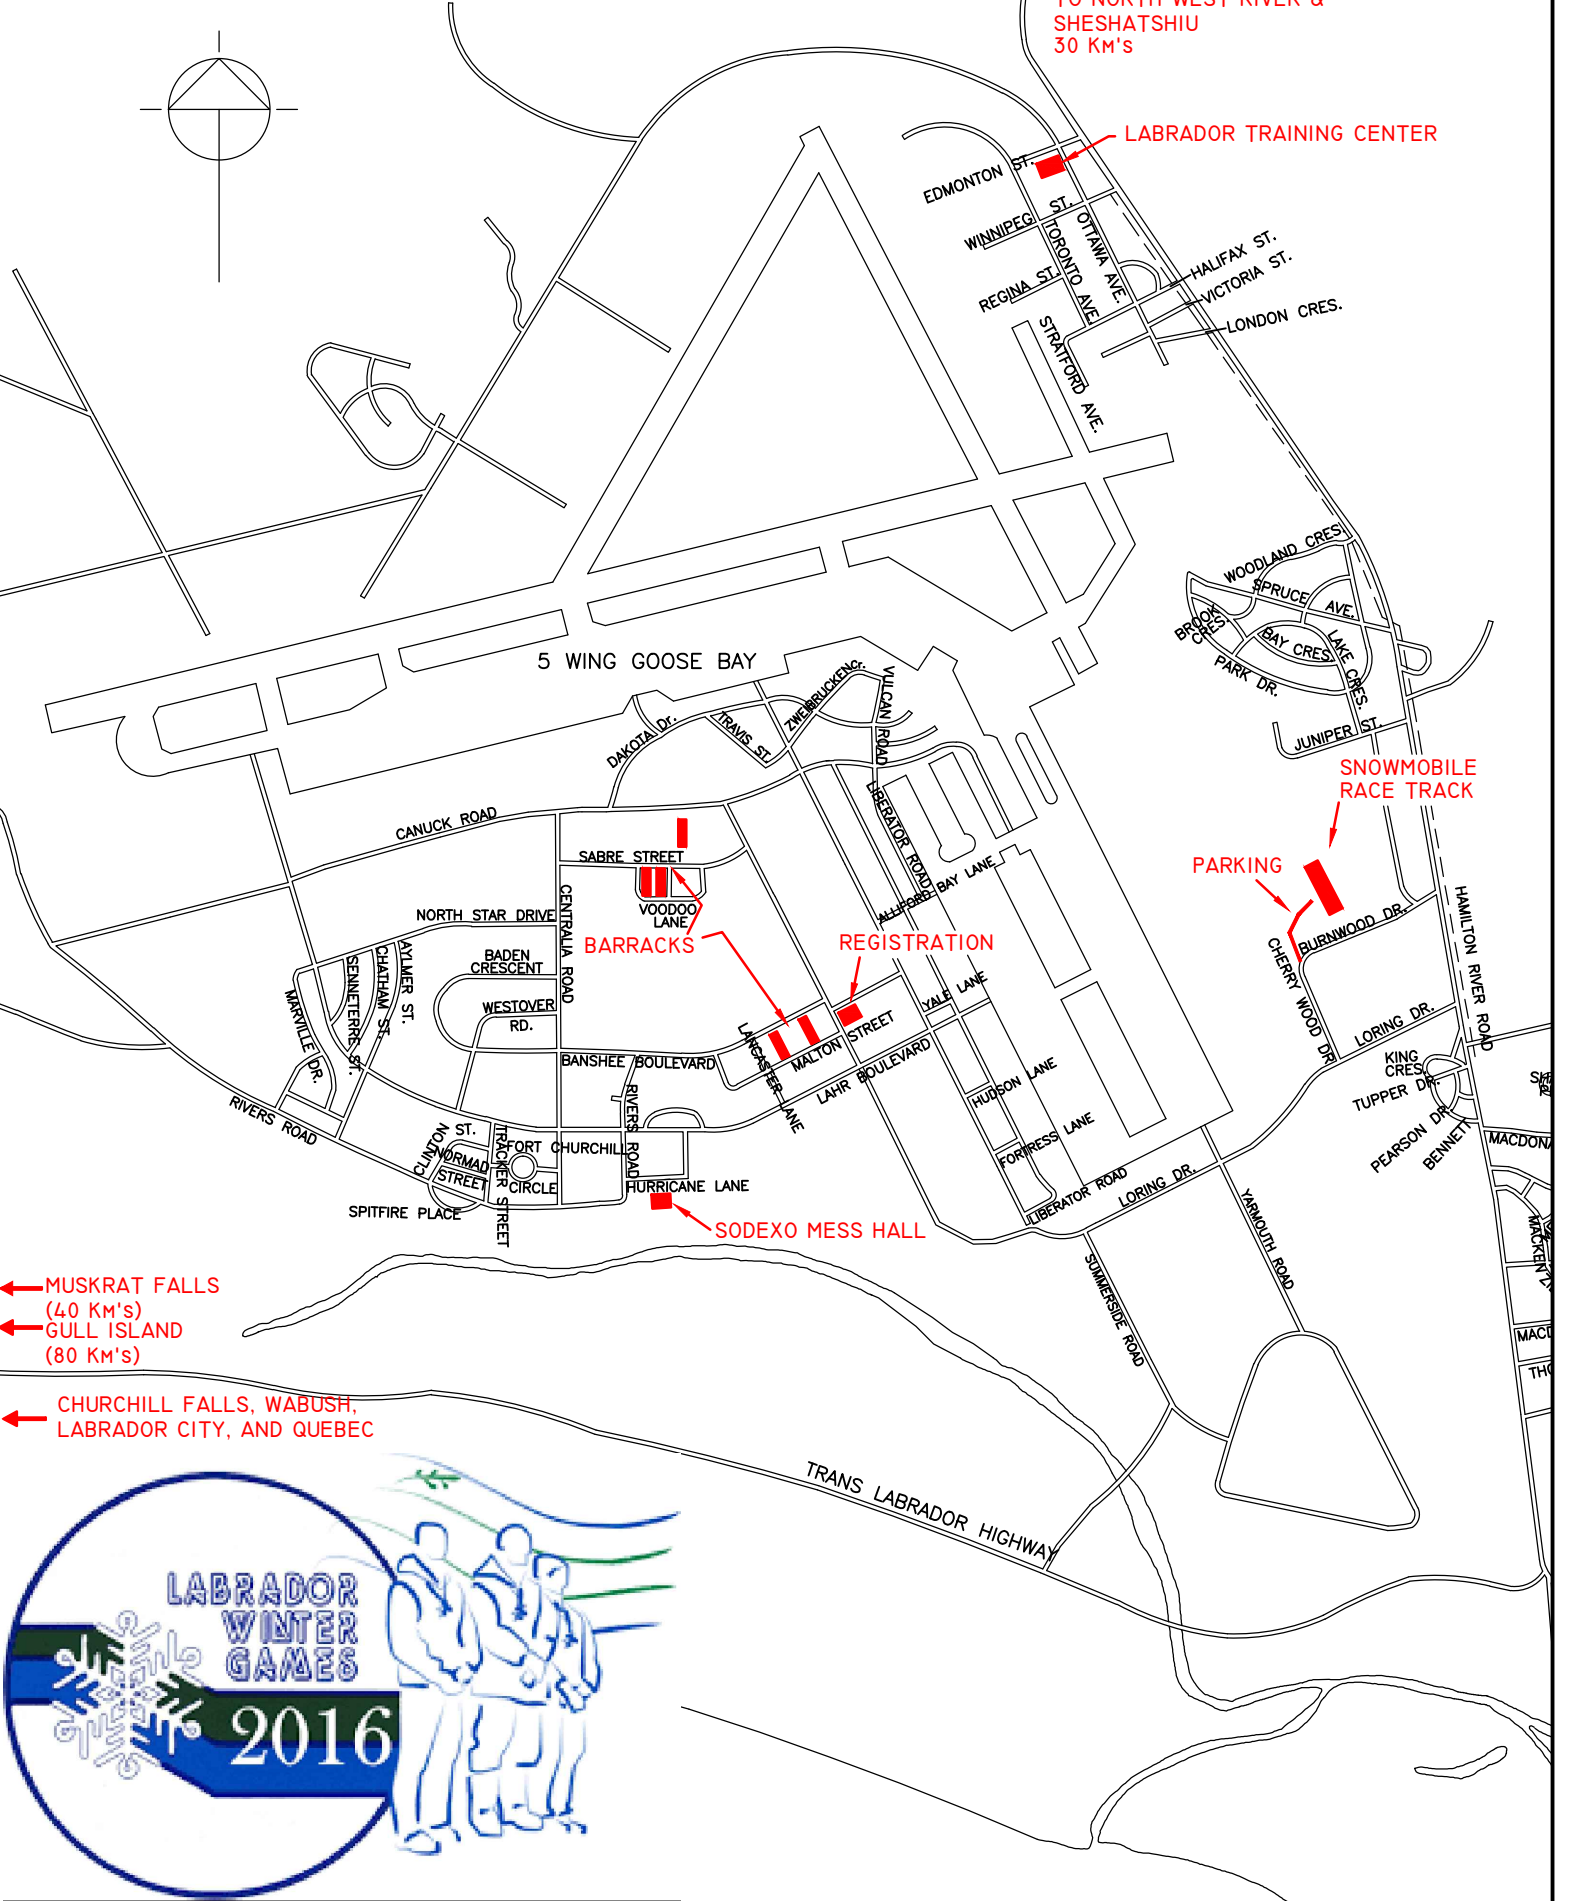 TO NORTH WEST RIVER &
SHESHATSHIU
30 KM's
LABRADOR TRAINING CENTER
EDMONTON ST.
WINNIPEG ST.
OTTAWA AVE.
TORONTO AVE.
REGINA ST.
HALIFAX ST.
VICTORIA ST.
LONDON CRES.
STRATFORD AVE.
WOODLAND CRES.
SPRUCE AVE.
BROOK
CRES.
BAY CRES.
LAKE CRES.
PARK DR.
JUNIPER ST.
5 WING GOOSE BAY
ZWEIBRUCKEN Cr.
VULCAN ROAD
DAKOTA Dr.
TRAVIS ST.
SNOWMOBILE
RACE TRACK
CANUCK ROAD
LIBERATOR ROAD
SABRE STREET
ALLIFORD BAY LANE
PARKING
NORTH STAR DRIVE
CENTRALIA ROAD
VOODOO
LANE
BARRACKS
REGISTRATION
BURNWOOD DR.
HAMILTON RIVER ROAD
CHERRY WOOD DR.
AYLMER ST.
CHATHAM ST.
SENNETERRE ST.
MARVILLE DR.
BADEN
CRESCENT
WESTOVER
RD.
YALE LANE
LANCASTER LANE
MALTON STREET
LORING DR.
BANSHEE BOULEVARD
LAHR BOULEVARD
KING
CRES.
TUPPER DR.
HUDSON LANE
RIVERS ROAD
RIVERS ROAD
CLINTON ST.
TRACKER STREET
FORT CHURCHILL
CIRCLE
NORMAD
STREET
FORTRESS LANE
PEARSON DR.
BENNETT
MACDONA
HURRICANE LANE
SPITFIRE PLACE
SODEXO MESS HALL
LIBERATOR ROAD
LORING DR.
YARMOUTH ROAD
SUMMERSIDE ROAD
MACKENZI
MUSKRAT FALLS
(40 KM's)
GULL ISLAND
(80 KM's)
CHURCHILL FALLS, WABUSH,
LABRADOR CITY, AND QUEBEC
TRANS LABRADOR HIGHWAY
LABRADOR
WINTER
GAMES
2016